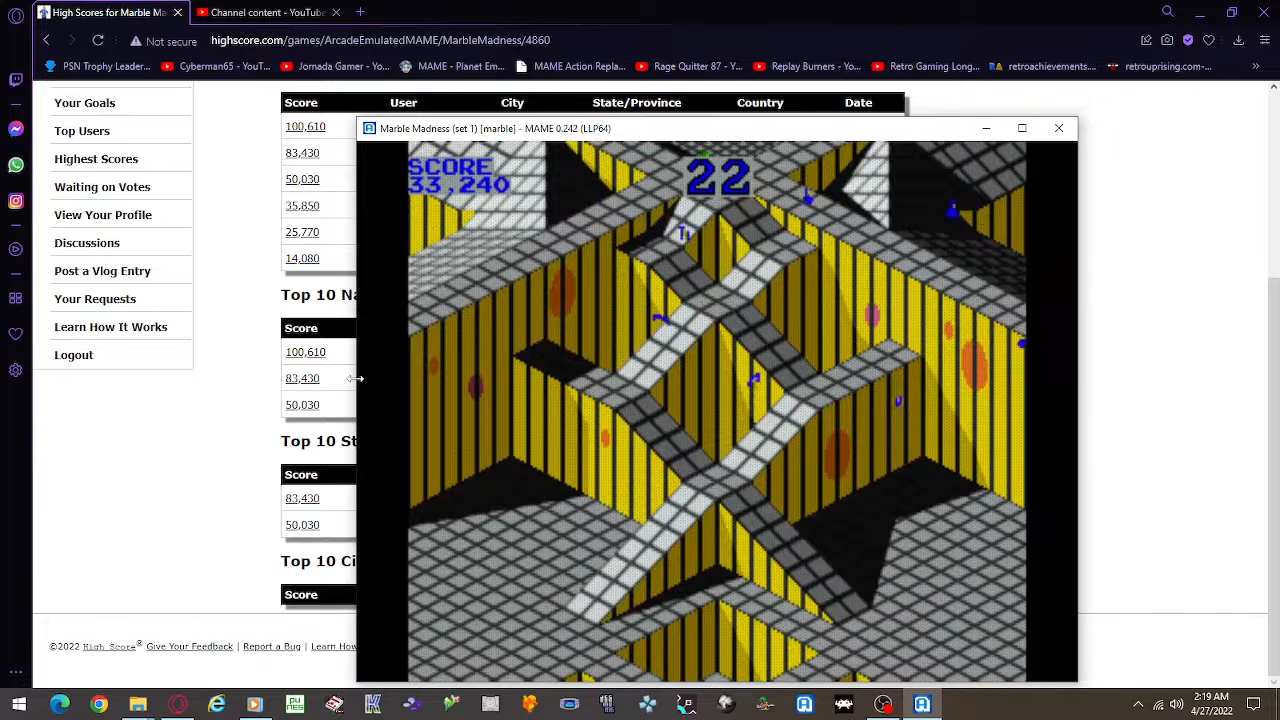 High Scores for Marble Ma
Channel content - YouTube
Not secure
highscore.com/games/ArcadeEmulatedMAME/MarbleMadness/4860
PSN Trophy Leader...
Cyberman65 - YouT...
Jornada Gamer - Yo...
MAME - Planet Em...
MAME Action Repla...
Rage Quitter 87 - Y...
Replay Burners - Yo...
Retro Gaming Long...
retroachievements....
retrouprising.com-...
Your Goals
Top Users
Highest Scores
Waiting on Votes
View Your Profile
Discussions
Post a Vlog Entry
Your Requests
Learn How It Works
Logout
Score User City State/Province Country Date
100,610
83,430
50,030
35,850
25,770
14,080
Top 10 Na
Score
100,610
83,430
50,030
Top 10 St
Score
83,430
50,030
Top 10 Ci
Score
Marble Madness (set 1) [marble] - MAME 0.242 (LLP64)
SCORE
33,240
22
©2022 High Score® Give Your Feedback | Report a Bug | Learn How
2:19 AM
4/27/2022